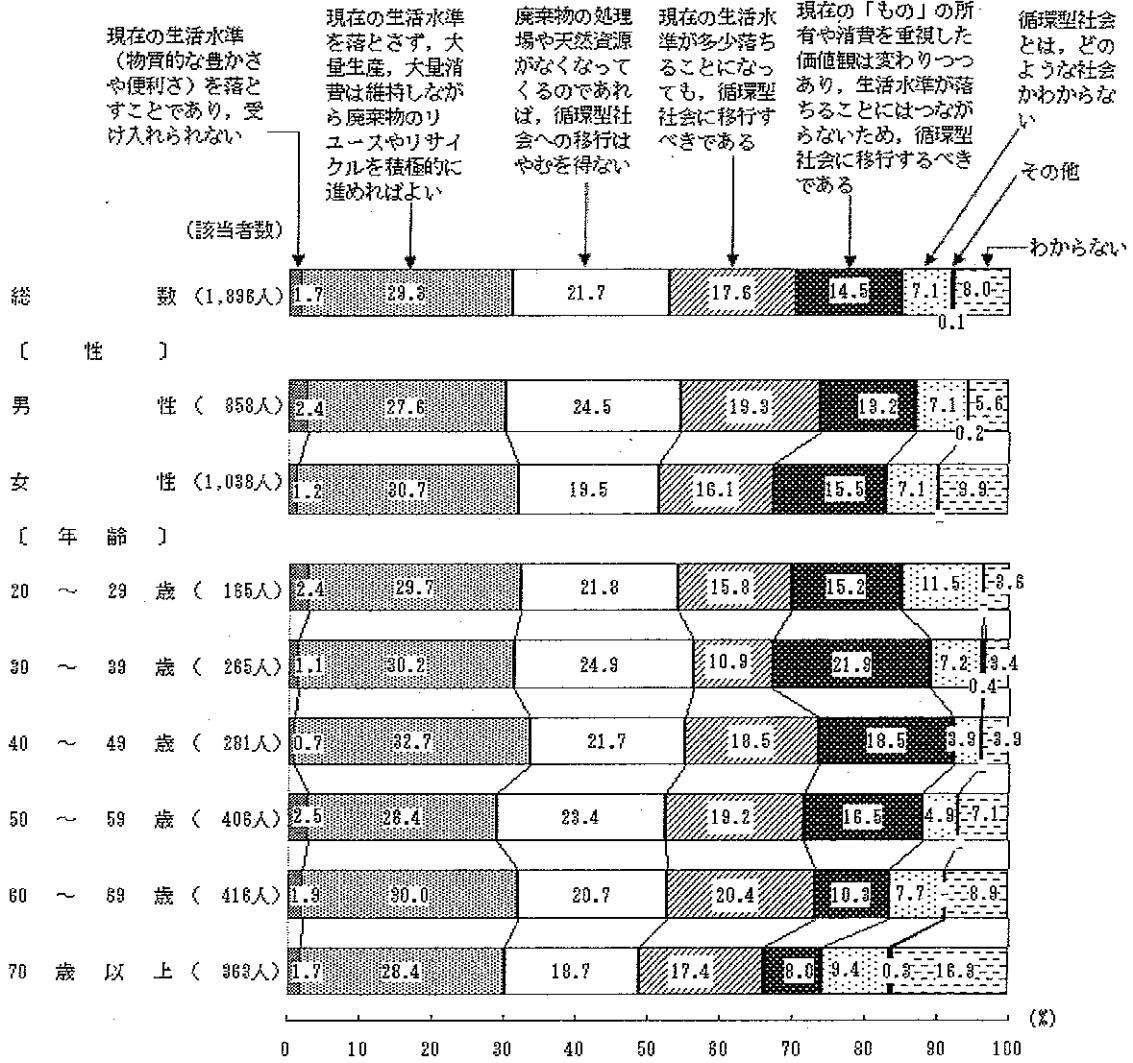 現在の生活水準
（物質的な豊かさ
や便利さ）を落と
すことであり，受
け入れられない
現在の生活水準
を落とさず，大
量生産，大量消
費は維持しなが
ら廃棄物のリ
ユースやリサイ
クルを積極的に
進めればよい
廃棄物の処理
場や天然資源
がなくなって
くるのであれ
ば，循環型社
会への移行は
やむを得ない
現在の生活水
準が多少落ち
ることになっ
ても，循環型
社会に移行す
べきである
現在の「もの」の所
有や消費を重視した
価値観は変わりつつ
あり，生活水準が落
ちることにはつなが
らないため，循環型
社会に移行するべき
である
循環型社会
とは，どの
ような社会
かわからな
い
その他
わからない
（該当者数）
総 数 (1,896人) 1.7 29.3 21.7 17.6 14.5 7.1 0.1 8.0
〔 性 〕
男 性 ( 858人) 2.4 27.6 24.5 19.3 13.2 7.1 0.2 5.6
女 性 (1,038人) 1.2 30.7 19.5 16.1 15.5 7.1 - 9.9
〔 年 齢 〕
20 ～ 29 歳 ( 165人) 2.4 29.7 21.8 15.8 15.2 11.5 3.6
30 ～ 39 歳 ( 265人) 1.1 30.2 24.9 10.9 21.9 7.2 0.4 3.4
40 ～ 49 歳 ( 281人) 0.7 32.7 21.7 18.5 18.5 3.9 3.9
50 ～ 59 歳 ( 406人) 2.5 26.4 23.4 19.2 16.5 4.9 - 7.1
60 ～ 69 歳 ( 416人) 1.9 30.0 20.7 20.4 10.3 7.7 - 8.9
70 歳 以 上 ( 363人) 1.7 28.4 18.7 17.4 8.0 9.4 0.3 16.3
(%)
0 10 20 30 40 50 60 70 80 90 100